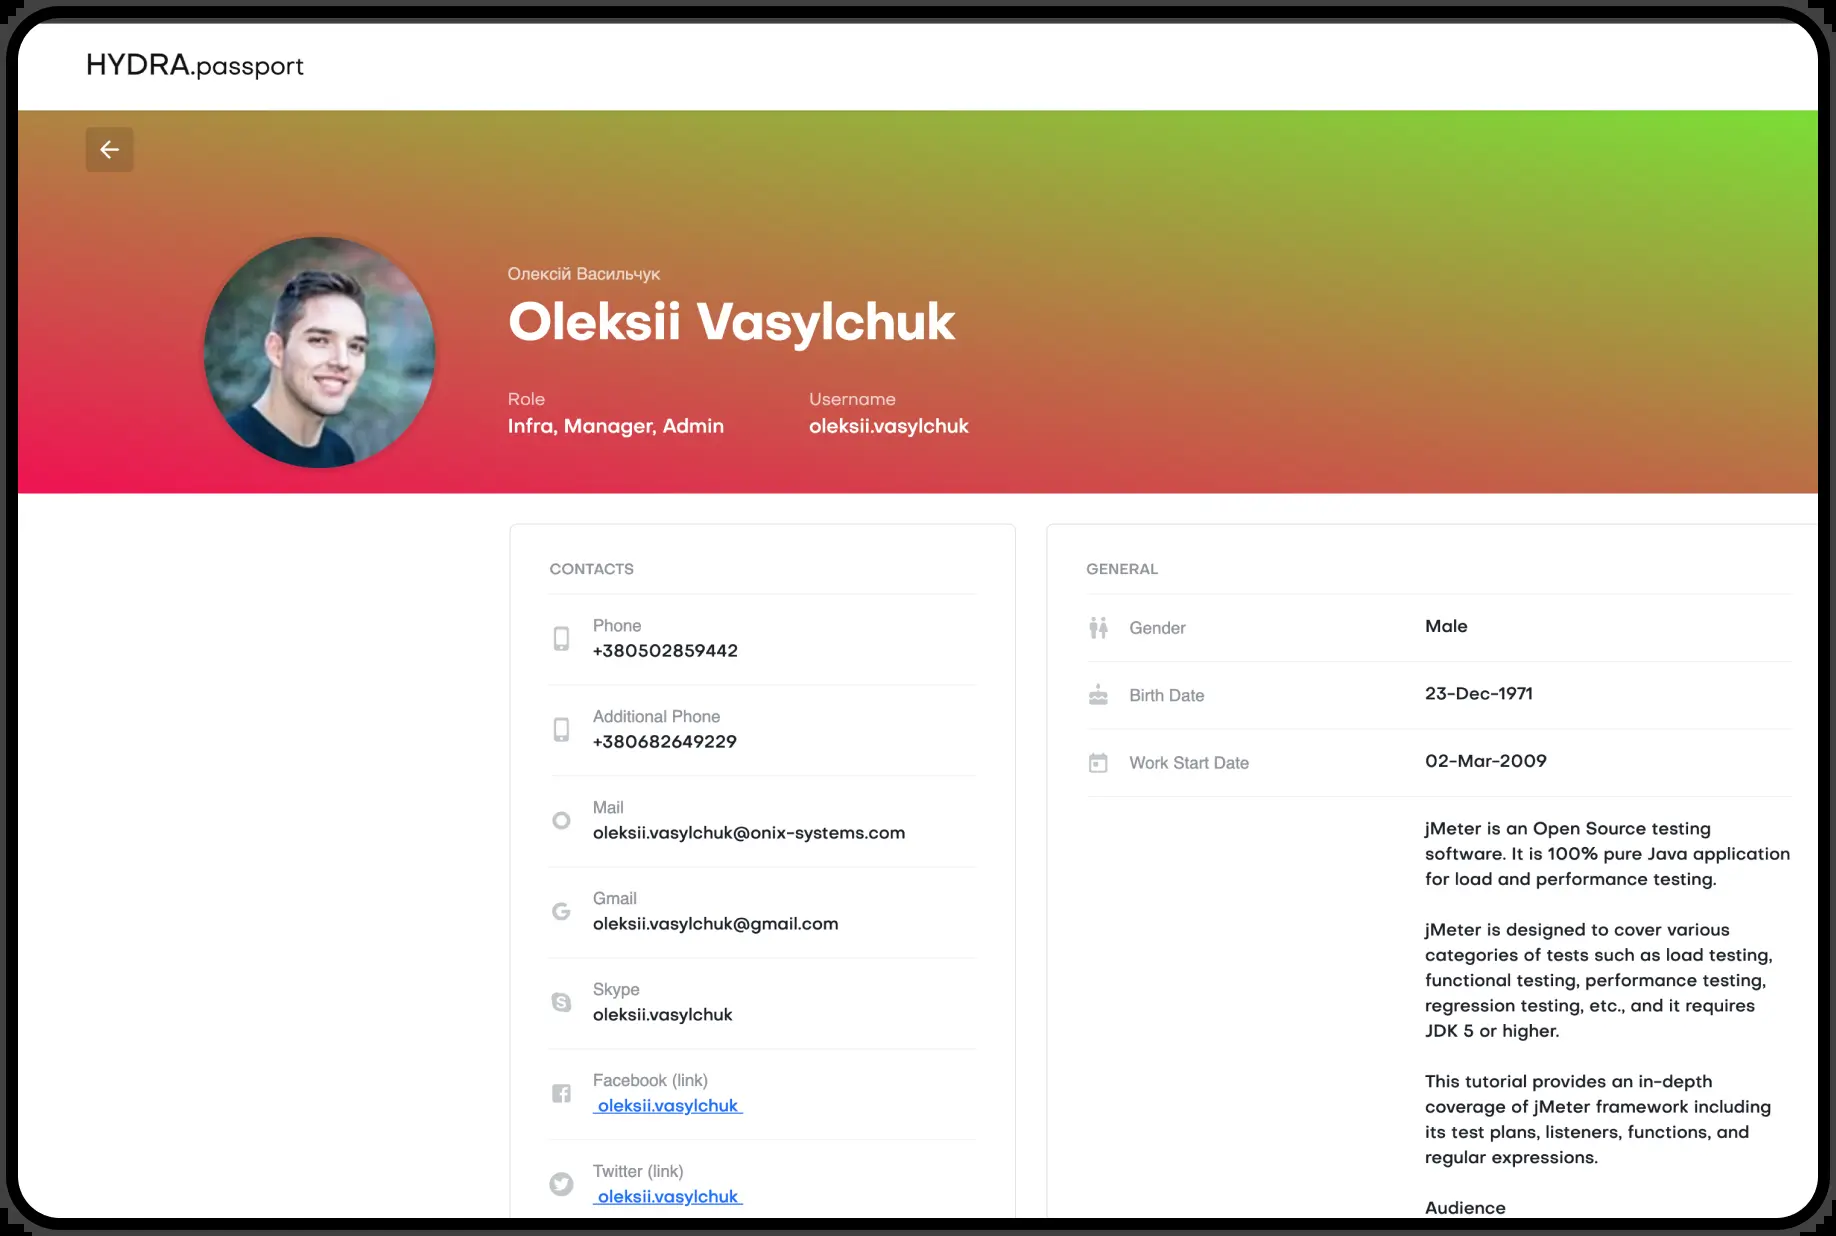 HYDRA.passport
Олексій Васильчук
Oleksii Vasylchuk
Role
Infra, Manager, Admin
Username
oleksii.vasylchuk
CONTACTS
Phone
+380502859442
Additional Phone
+380682649229
Mail
oleksii.vasylchuk@onix-systems.com
Gmail
oleksii.vasylchuk@gmail.com
Skype
oleksii.vasylchuk
Facebook (link)
oleksii.vasylchuk
Twitter (link)
oleksii.vasylchuk
GENERAL
Gender
Male
Birth Date
23-Dec-1971
Work Start Date
02-Mar-2009
jMeter is an Open Source testing
software. It is 100% pure Java application
for load and performance testing.
jMeter is designed to cover various
categories of tests such as load testing,
functional testing, performance testing,
regression testing, etc., and it requires
JDK 5 or higher.
This tutorial provides an in-depth
coverage of jMeter framework including
its test plans, listeners, functions, and
regular expressions.
Audience